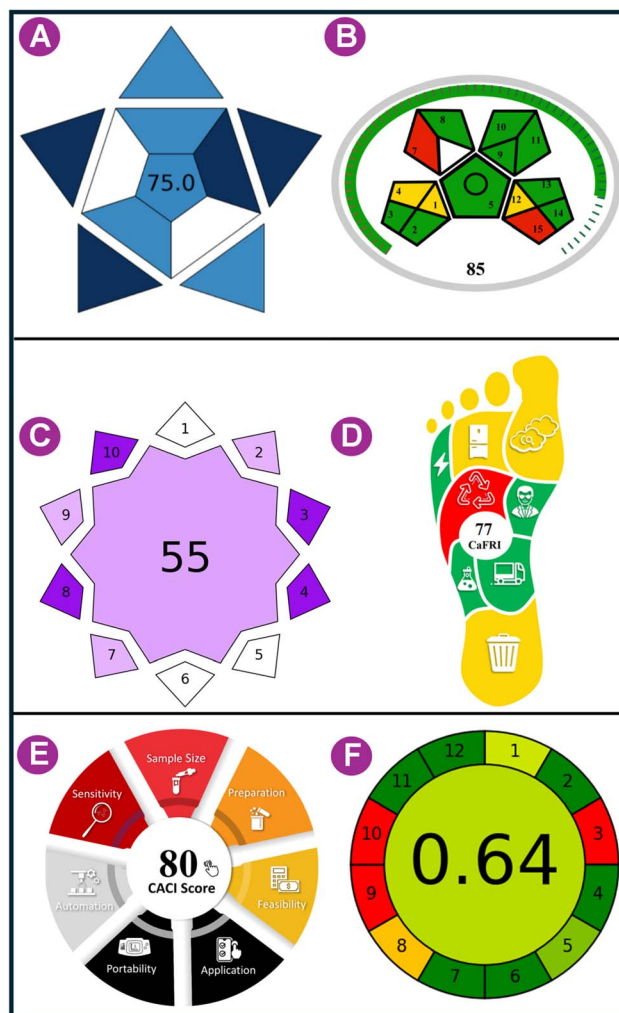 A
75.0
B
8
7
10
11
9
4
1
3
2
5
12
13
14
15
85
C
1
10
2
9
3
55
8
4
7
5
6
D
77
CaFRI
E
Sample Size
Sensitivity
Preparation
80
CACI Score
Automation
Feasibility
Portability
Application
F
12
1
11
2
10
3
0.64
9
4
8
5
7
6